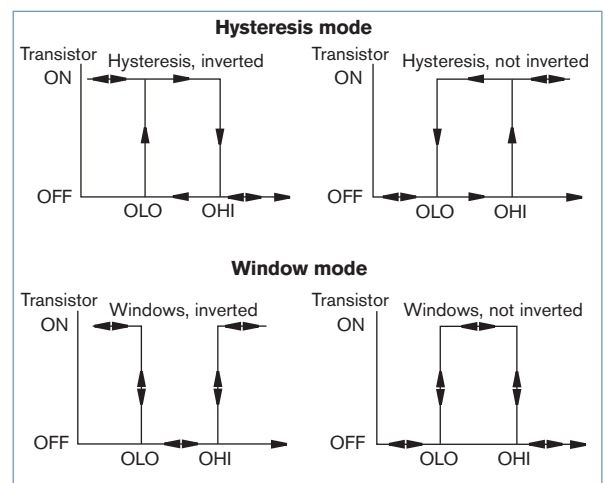 Hysteresis mode
Transistor Hysteresis, inverted
ON
OFF
OLO OHI
Transistor Hysteresis, not inverted
ON
OFF
OLO OHI
Window mode
Transistor Windows, inverted
ON
OFF
OLO OHI
Transistor Windows, not inverted
ON
OFF
OLO OHI